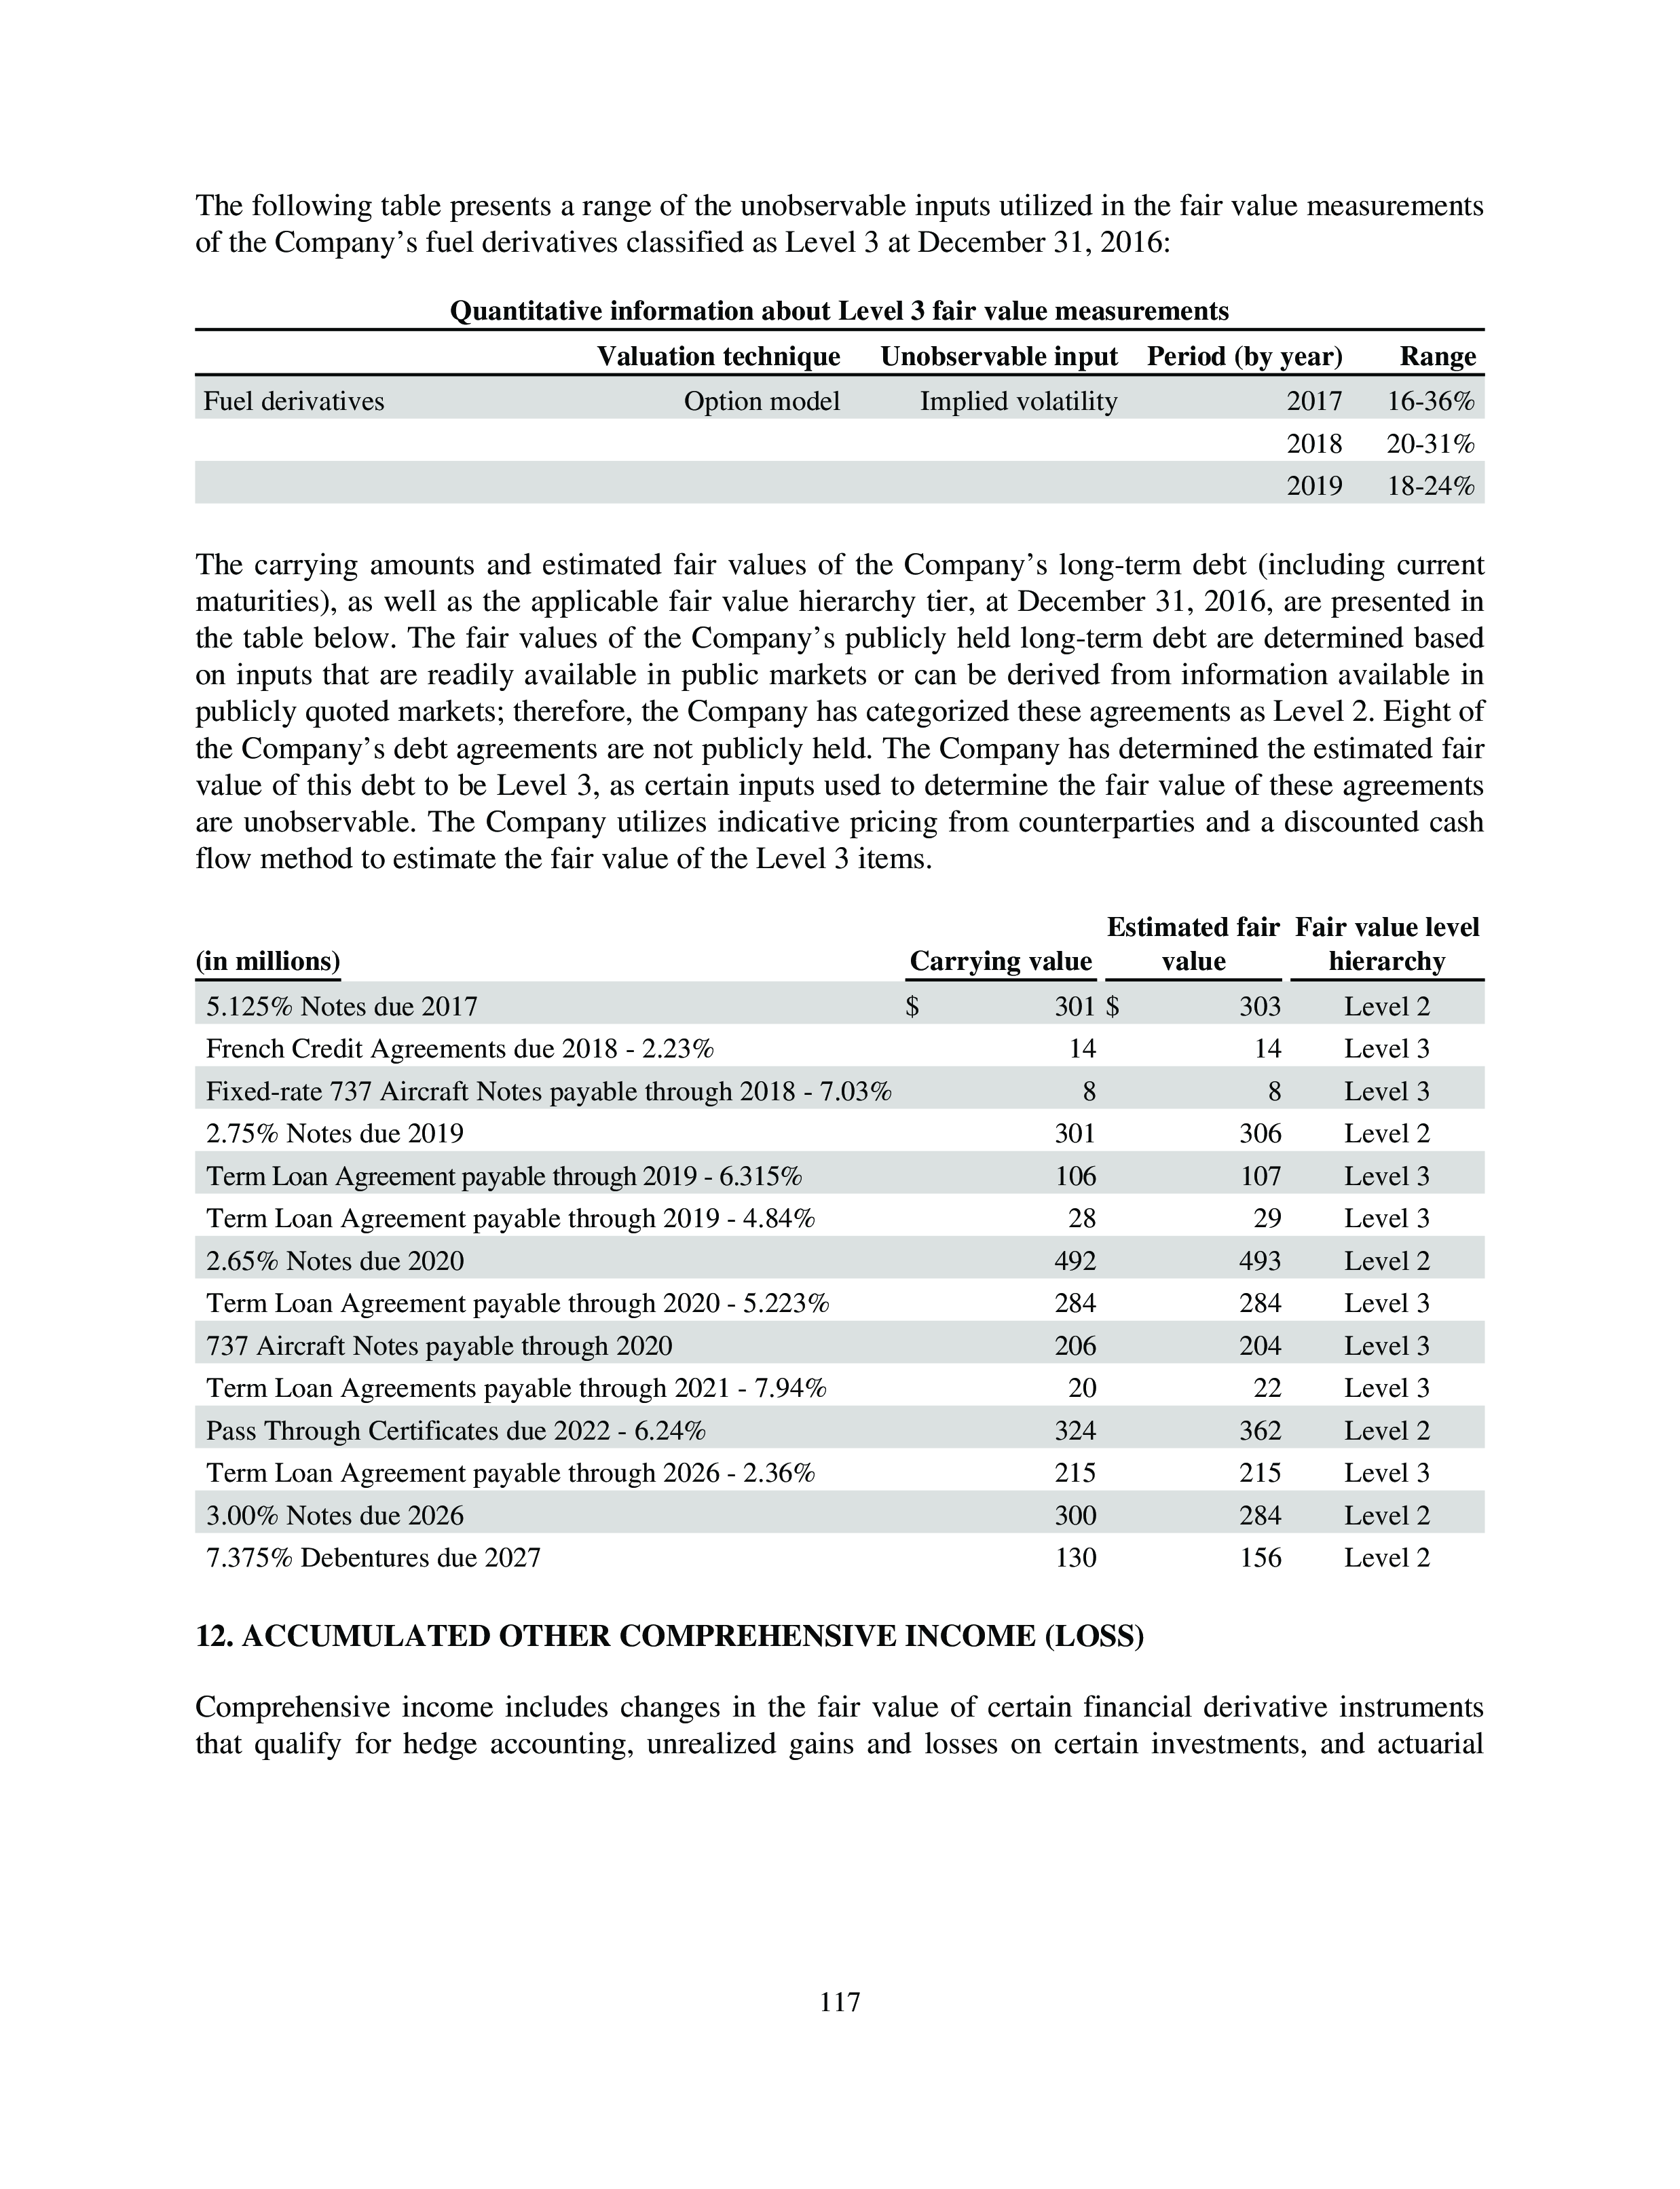 The following table presents a range of the unobservable inputs utilized in the fair value measurements
of the Company’s fuel derivatives classified as Level 3 at December 31, 2016:
Quantitative information about Level 3 fair value measurements
Valuation technique Unobservable input Period (by year) Range
Fuel derivatives Option model Implied volatility 2017 16-36%
2018 20-31%
2019 18-24%
The carrying amounts and estimated fair values of the Company’s long-term debt (including current
maturities), as well as the applicable fair value hierarchy tier, at December 31, 2016, are presented in
the table below. The fair values of the Company’s publicly held long-term debt are determined based
on inputs that are readily available in public markets or can be derived from information available in
publicly quoted markets; therefore, the Company has categorized these agreements as Level 2. Eight of
the Company’s debt agreements are not publicly held. The Company has determined the estimated fair
value of this debt to be Level 3, as certain inputs used to determine the fair value of these agreements
are unobservable. The Company utilizes indicative pricing from counterparties and a discounted cash
flow method to estimate the fair value of the Level 3 items.
Estimated fair Fair value level
(in millions) Carrying value value hierarchy
5.125% Notes due 2017 $ 301 $ 303 Level 2
French Credit Agreements due 2018 - 2.23% 14 14 Level 3
Fixed-rate 737 Aircraft Notes payable through 2018 - 7.03% 8 8 Level 3
2.75% Notes due 2019 301 306 Level 2
Term Loan Agreement payable through 2019 - 6.315% 106 107 Level 3
Term Loan Agreement payable through 2019 - 4.84% 28 29 Level 3
2.65% Notes due 2020 492 493 Level 2
Term Loan Agreement payable through 2020 - 5.223% 284 284 Level 3
737 Aircraft Notes payable through 2020 206 204 Level 3
Term Loan Agreements payable through 2021 - 7.94% 20 22 Level 3
Pass Through Certificates due 2022 - 6.24% 324 362 Level 2
Term Loan Agreement payable through 2026 - 2.36% 215 215 Level 3
3.00% Notes due 2026 300 284 Level 2
7.375% Debentures due 2027 130 156 Level 2
12. ACCUMULATED OTHER COMPREHENSIVE INCOME (LOSS)
Comprehensive income includes changes in the fair value of certain financial derivative instruments
that qualify for hedge accounting, unrealized gains and losses on certain investments, and actuarial
117